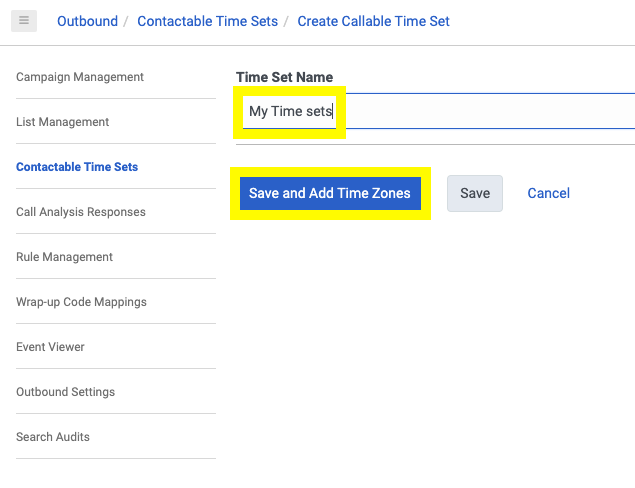 Outbound / Contactable Time Sets / Create Callable Time Set
Campaign Management
List Management
Contactable Time Sets
Call Analysis Responses
Rule Management
Wrap-up Code Mappings
Event Viewer
Outbound Settings
Search Audits
Time Set Name
My Time sets
Save and Add Time Zones Save Cancel